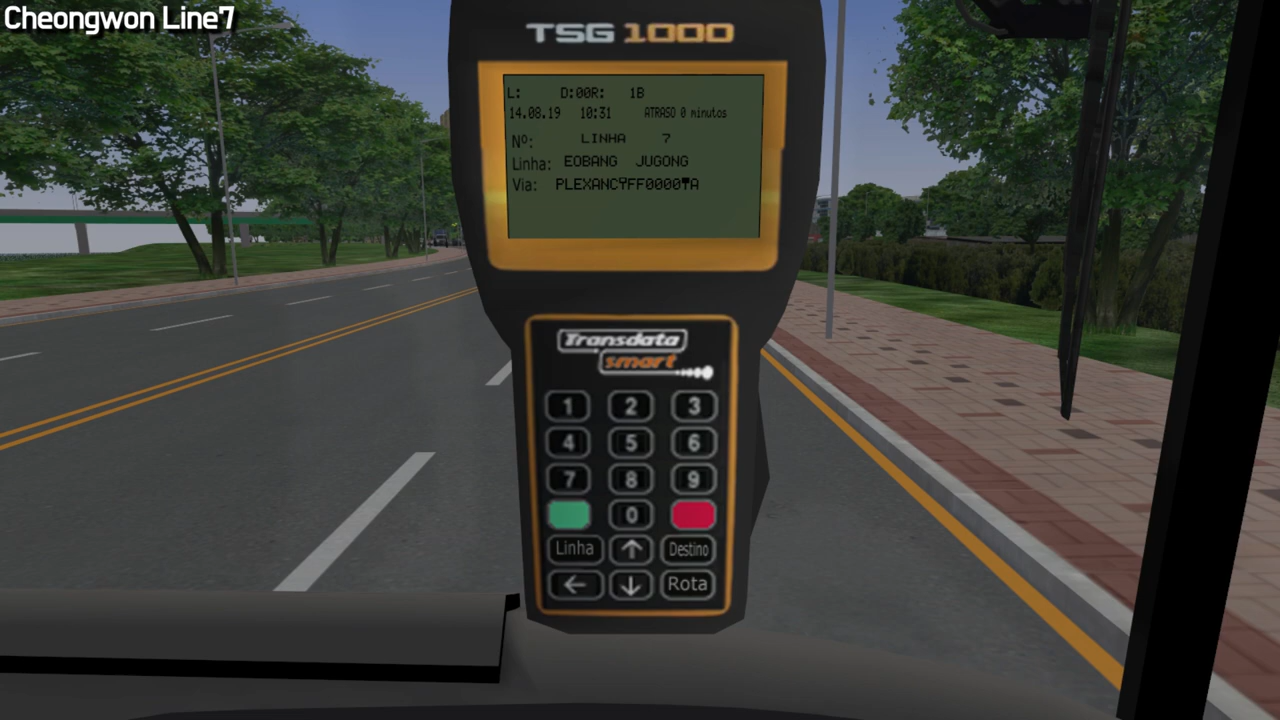 Cheongwon Line7
TSG 1000
L: D:00R: 1B
14.08.19 10:31 ATRASO 0 minutos
Nº: LINHA 7
Linha: EOBANG JUGONG
Via:
Transdata
smart
1 2 3
4 5 6
7 8 9
0
Linha ↑ Destino
← ↓ Rota